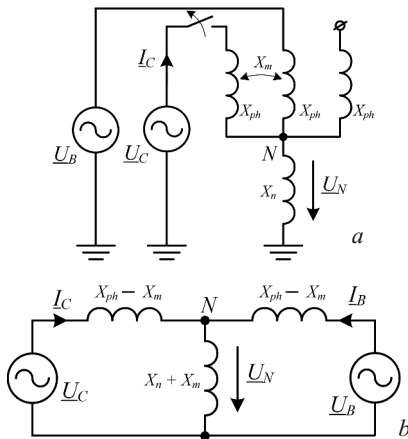 I_C
X_m
X_ph X_ph X_ph
N
U_B U_C
X_n
U_N
a
I_C X_ph – X_m N X_ph – X_m I_B
U_C X_n + X_m U_N U_B
b